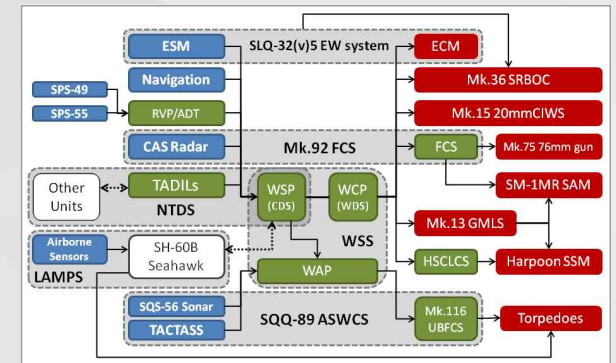 ESM
SLQ-32(v)5 EW system
ECM
Navigation
Mk.36 SRBOC
SPS-49
SPS-55
RVP/ADT
Mk.15 20mmCIWS
CAS Radar
Mk.92 FCS
FCS
Mk.75 76mm gun
Other
Units
TADILs
NTDS
WSP
(CDS)
WCP
(WDS)
SM-1MR SAM
Mk.13 GMLS
WSS
Airborne
Sensors
SH-60B
Seahawk
LAMPS
WAP
HSCLCS
Harpoon SSM
SQS-56 Sonar
TACTASS
SQQ-89 ASWCS
Mk.116
UBFCS
Torpedoes